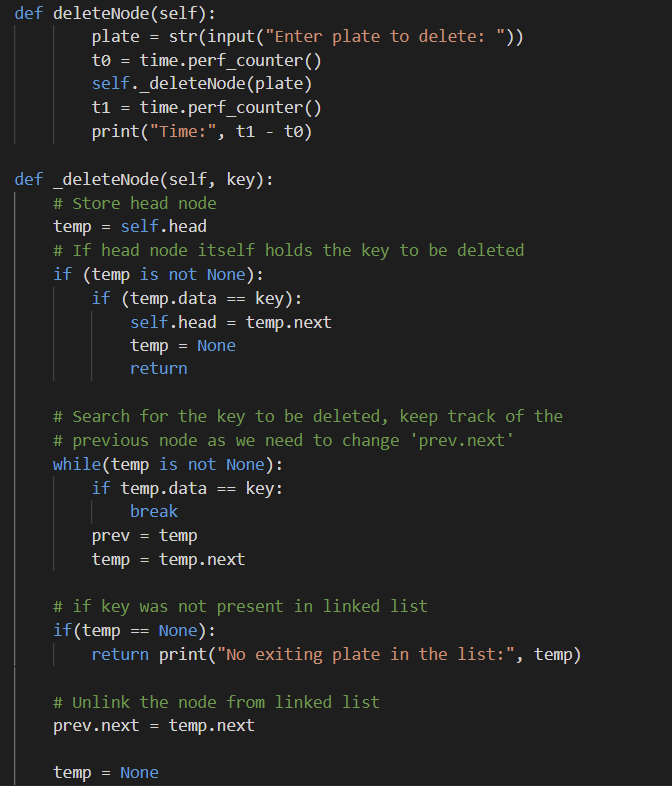 def deleteNode(self):
        plate = str(input("Enter plate to delete: "))
        t0 = time.perf_counter()
        self._deleteNode(plate)
        t1 = time.perf_counter()
        print("Time:", t1 - t0)

def _deleteNode(self, key):
    # Store head node
    temp = self.head
    # If head node itself holds the key to be deleted
    if (temp is not None):
        if (temp.data == key):
            self.head = temp.next
            temp = None
            return

    # Search for the key to be deleted, keep track of the
    # previous node as we need to change 'prev.next'
    while(temp is not None):
        if temp.data == key:
            break
        prev = temp
        temp = temp.next

    # if key was not present in linked list
    if(temp == None):
        return print("No exiting plate in the list:", temp)

    # Unlink the node from linked list
    prev.next = temp.next

    temp = None